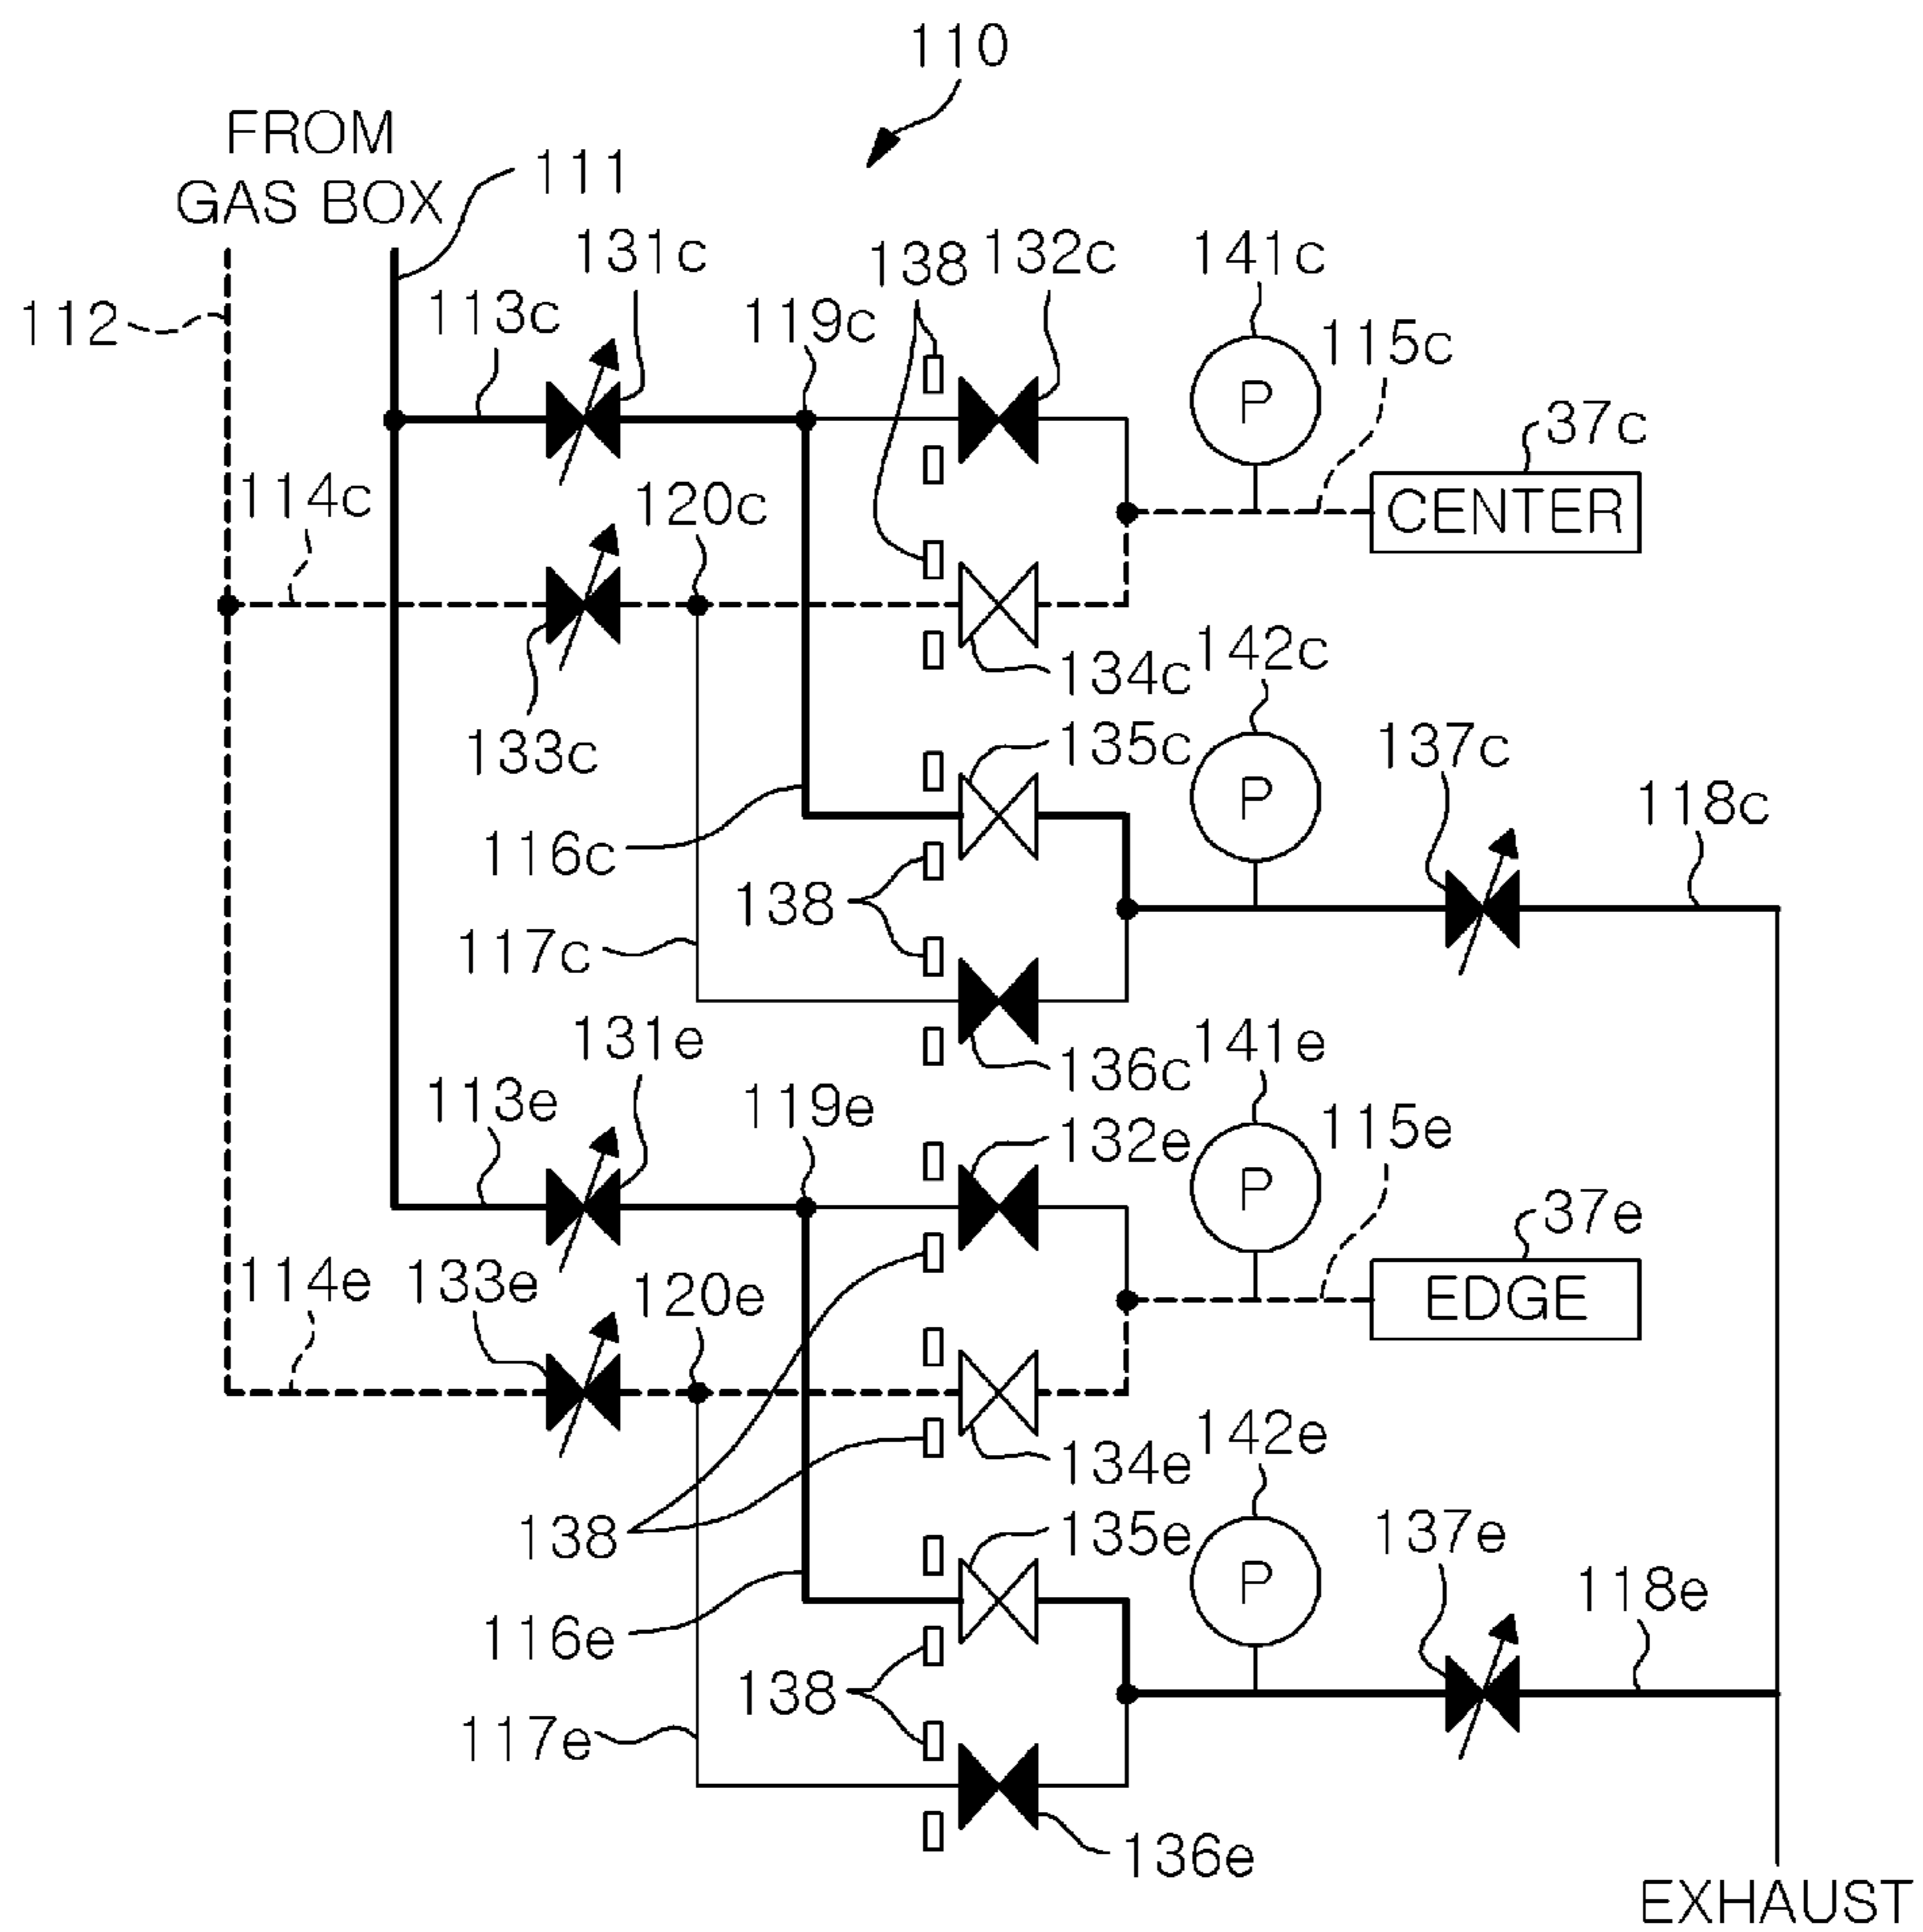 110
FROM
GAS BOX
111
131c
138
132c
141c
112
113c
119c
115c
37c
CENTER
114c
120c
133c
134c
142c
135c
137c
118c
116c
138
117c
131e
136c
141e
113e
119e
132e
115e
37e
EDGE
114e
133e
120e
134e
142e
138
135e
137e
118e
116e
138
117e
136e
P
P
P
P
EXHAUST